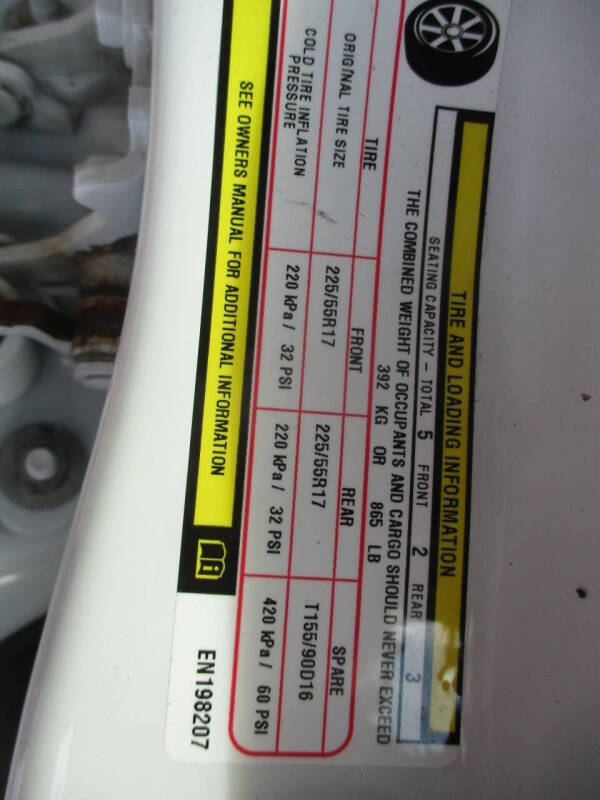 TIRE AND LOADING INFORMATION
SEATING CAPACITY – TOTAL 5 FRONT 2 REAR 3
THE COMBINED WEIGHT OF OCCUPANTS AND CARGO SHOULD NEVER EXCEED
392 KG OR 865 LB
TIRE FRONT REAR SPARE
ORIGINAL TIRE SIZE 225/55R17 225/55R17 T155/90D16
COLD TIRE INFLATION
PRESSURE 220 kPa/ 32 PSI 220 kPa/ 32 PSI 420 kPa/ 60 PSI
SEE OWNERS MANUAL FOR ADDITIONAL INFORMATION
EN198207